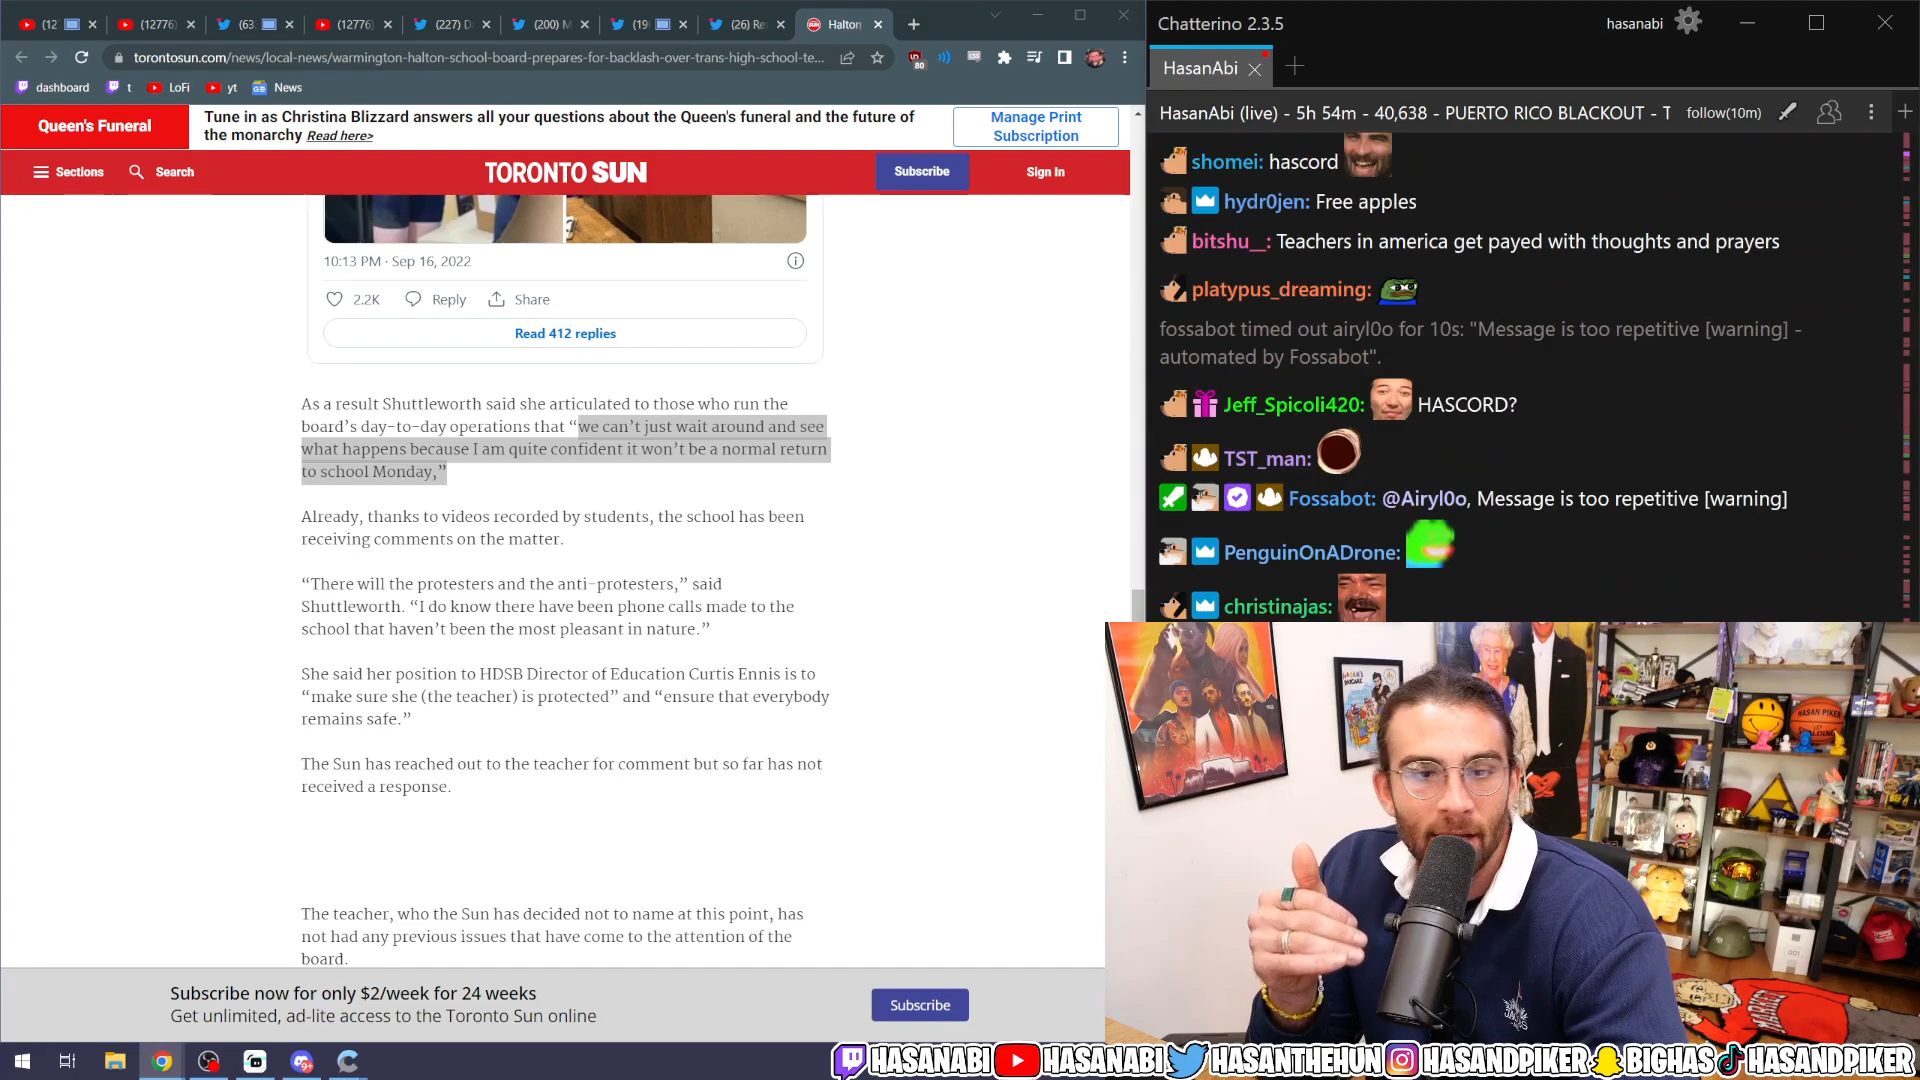 (12
(12776)
(63
(12776)
(227) D
(200) M
(19
(26) Re
Halton
torontosun.com/news/local-news/warmington-halton-school-board-prepares-for-backlash-over-trans-high-school-te...
80
dashboard
t
LoFi
yt
News
Queen's Funeral
Tune in as Christina Blizzard answers all your questions about the Queen's funeral and the future of
the monarchy Read here>
Manage Print
Subscription
Sections
Search
TORONTO SUN
Subscribe
Sign In
10:13 PM · Sep 16, 2022
2.2K
Reply
Share
Read 412 replies
As a result Shuttleworth said she articulated to those who run the
board’s day-to-day operations that “we can’t just wait around and see
what happens because I am quite confident it won’t be a normal return
to school Monday,”
Already, thanks to videos recorded by students, the school has been
receiving comments on the matter.
“There will the protesters and the anti-protesters,” said
Shuttleworth. “I do know there have been phone calls made to the
school that haven’t been the most pleasant in nature.”
She said her position to HDSB Director of Education Curtis Ennis is to
“make sure she (the teacher) is protected” and “ensure that everybody
remains safe.”
The Sun has reached out to the teacher for comment but so far has not
received a response.
The teacher, who the Sun has decided not to name at this point, has
not had any previous issues that have come to the attention of the
board.
Subscribe now for only $2/week for 24 weeks
Get unlimited, ad-lite access to the Toronto Sun online
Subscribe
Chatterino 2.3.5
hasanabi
HasanAbi
HasanAbi (live) - 5h 54m - 40,638 - PUERTO RICO BLACKOUT - T
follow(10m)
shomei: hascord
hydr0jen: Free apples
bitshu__: Teachers in america get payed with thoughts and prayers
platypus_dreaming:
fossabot timed out airyl0o for 10s: "Message is too repetitive [warning] -
automated by Fossabot".
Jeff_Spicoli420: HASCORD?
TST_man:
Fossabot: @Airyl0o, Message is too repetitive [warning]
PenguinOnADrone:
christinajas:
HASAN PIKER
HASANABI
HASANABI
HASANTHEHUN
HASANDPIKER
BIGHAS
HASANDPIKER